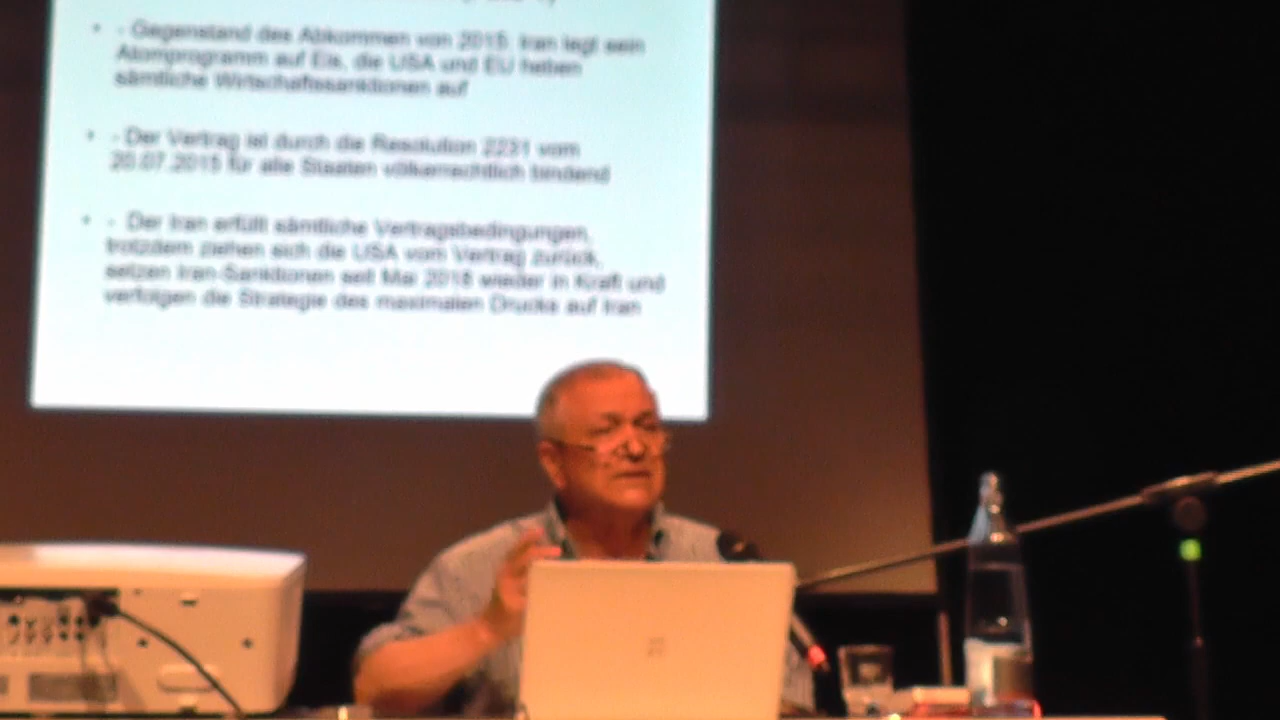 - Gegenstand des Abkommen von 2015: Iran legt sein
Atomprogramm auf Eis, die USA und EU heben
sämtliche Wirtschaftssanktionen auf
- Der Vertrag ist durch die Resolution 2231 vom
20.07.2015 für alle Staaten völkerrechtlich bindend
- Der Iran erfüllt sämtliche Vertragsbedingungen,
trotzdem ziehen sich die USA vom Vertrag zurück,
setzen Iran-Sanktionen seit Mai 2018 wieder in Kraft und
verfolgen die Strategie des maximalen Drucks auf Iran